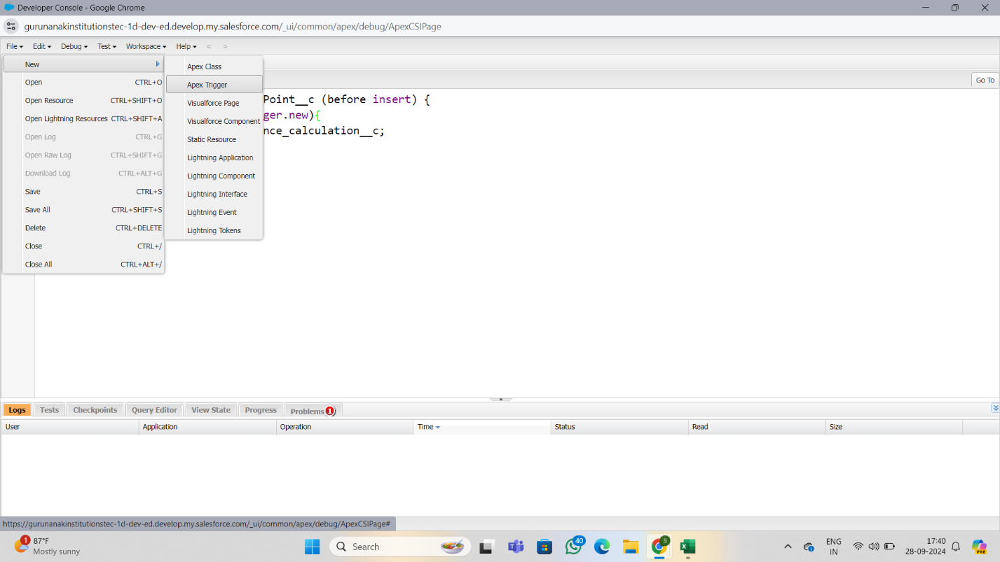 Developer Console - Google Chrome
gurunanakinstitutionstec-1d-dev-ed.develop.my.salesforce.com/_ui/common/apex/debug/ApexCSIPage
File Edit Debug Test Workspace Help < >
New
Open CTRL+O
Open Resource CTRL+SHIFT+O
Open Lightning Resources CTRL+SHIFT+A
Open Log CTRL+G
Open Raw Log CTRL+SHIFT+G
Download Log CTRL+ALT+G
Save CTRL+S
Save All CTRL+SHIFT+S
Delete CTRL+DELETE
Close CTRL+/
Close All CTRL+ALT+/
Apex Class
Apex Trigger
Visualforce Page
Visualforce Component
Static Resource
Lightning Application
Lightning Component
Lightning Interface
Lightning Event
Lightning Tokens
Go To
Point__c (before insert) {
ger.new){
nce_calculation__c;
Logs Tests Checkpoints Query Editor View State Progress Problems 1
User Application Operation Time Status Read Size
https://gurunanakinstitutionstec-1d-dev-ed.develop.my.salesforce.com/_ui/common/apex/debug/ApexCSIPage#
1 87°F
Mostly sunny
Search
40
S
ENG
IN
17:40
28-09-2024
PRE